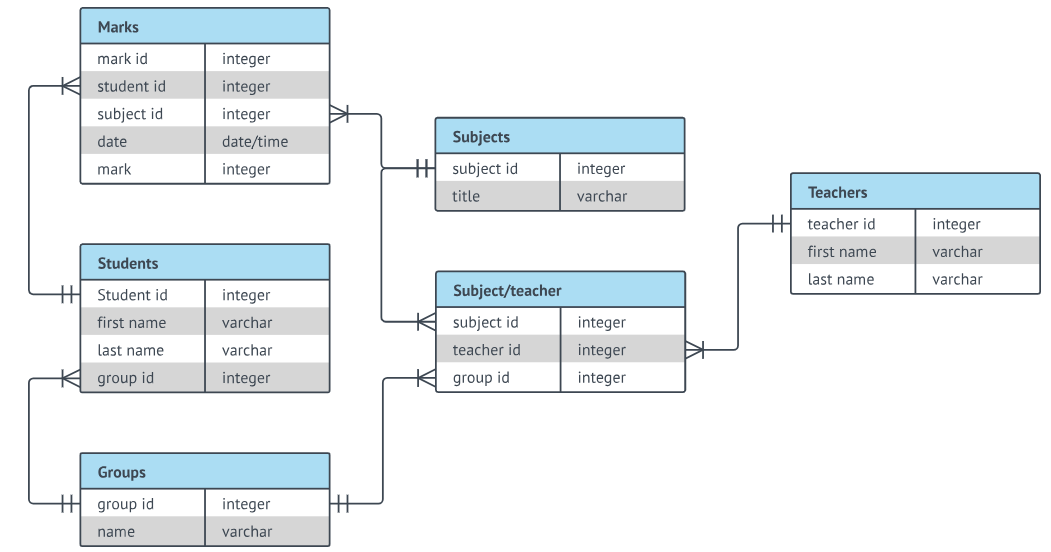 Marks
mark id integer
student id integer
subject id integer
date date/time
mark integer
Subjects
subject id integer
title varchar
Teachers
teacher id integer
first name varchar
last name varchar
Students
Student id integer
first name varchar
last name varchar
group id integer
Subject/teacher
subject id integer
teacher id integer
group id integer
Groups
group id integer
name varchar